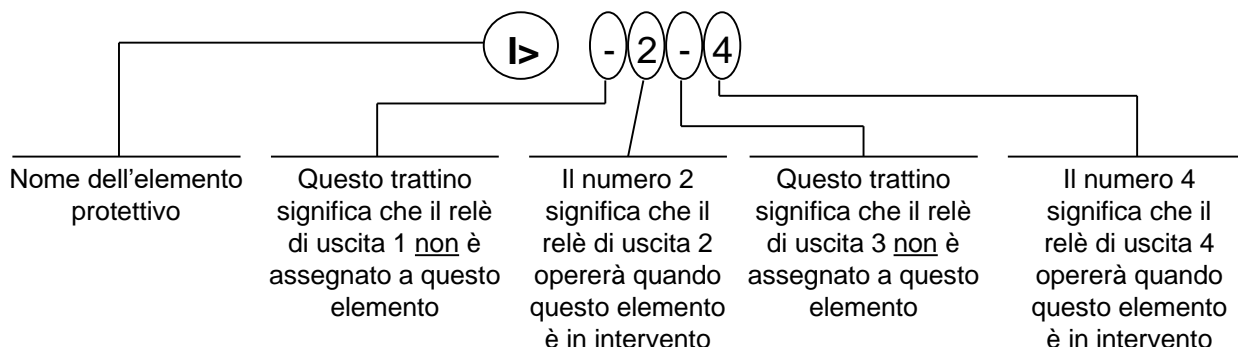 I> - 2 - 4
Nome dell'elemento
protettivo
Questo trattino
significa che il relè
di uscita 1 non è
assegnato a questo
elemento
Il numero 2
significa che il
relè di uscita 2
opererà quando
questo elemento
è in intervento
Questo trattino
significa che il relè
di uscita 3 non è
assegnato a questo
elemento
Il numero 4
significa che il
relè di uscita 4
opererà quando
questo elemento
è in intervento